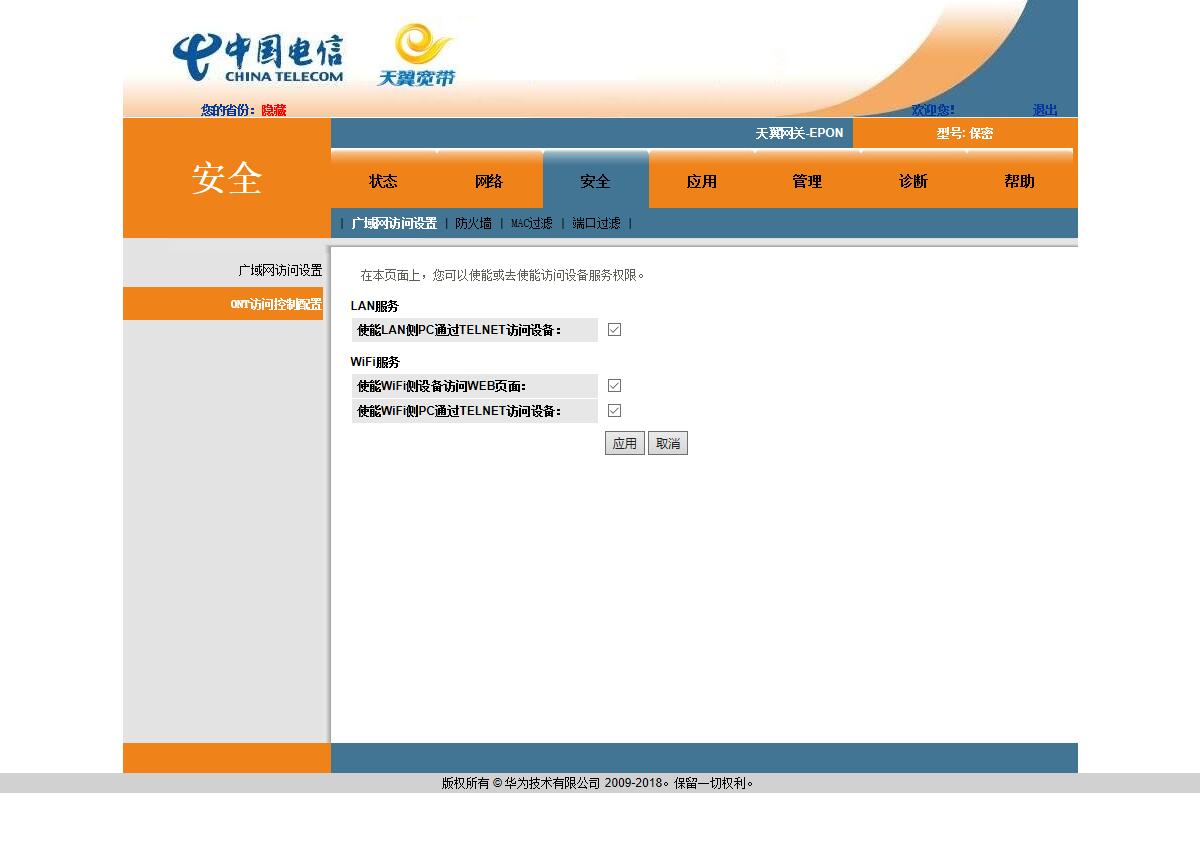 中国电信
CHINA TELECOM
天翼宽带
您的省份：隐藏
欢迎您！
退出
天翼网关-EPON
型号: 保密
安全
状态 网络 安全 应用 管理 诊断 帮助
| 广域网访问设置 | 防火墙 | MAC过滤 | 端口过滤 |
广域网访问设置
ONT访问控制配置
在本页面上，您可以使能或去使能访问设备服务权限。
LAN服务
使能LAN侧PC通过TELNET访问设备：
WiFi服务
使能WiFi侧设备访问WEB页面：
使能WiFi侧PC通过TELNET访问设备：
应用 取消
版权所有 © 华为技术有限公司 2009-2018。保留一切权利。